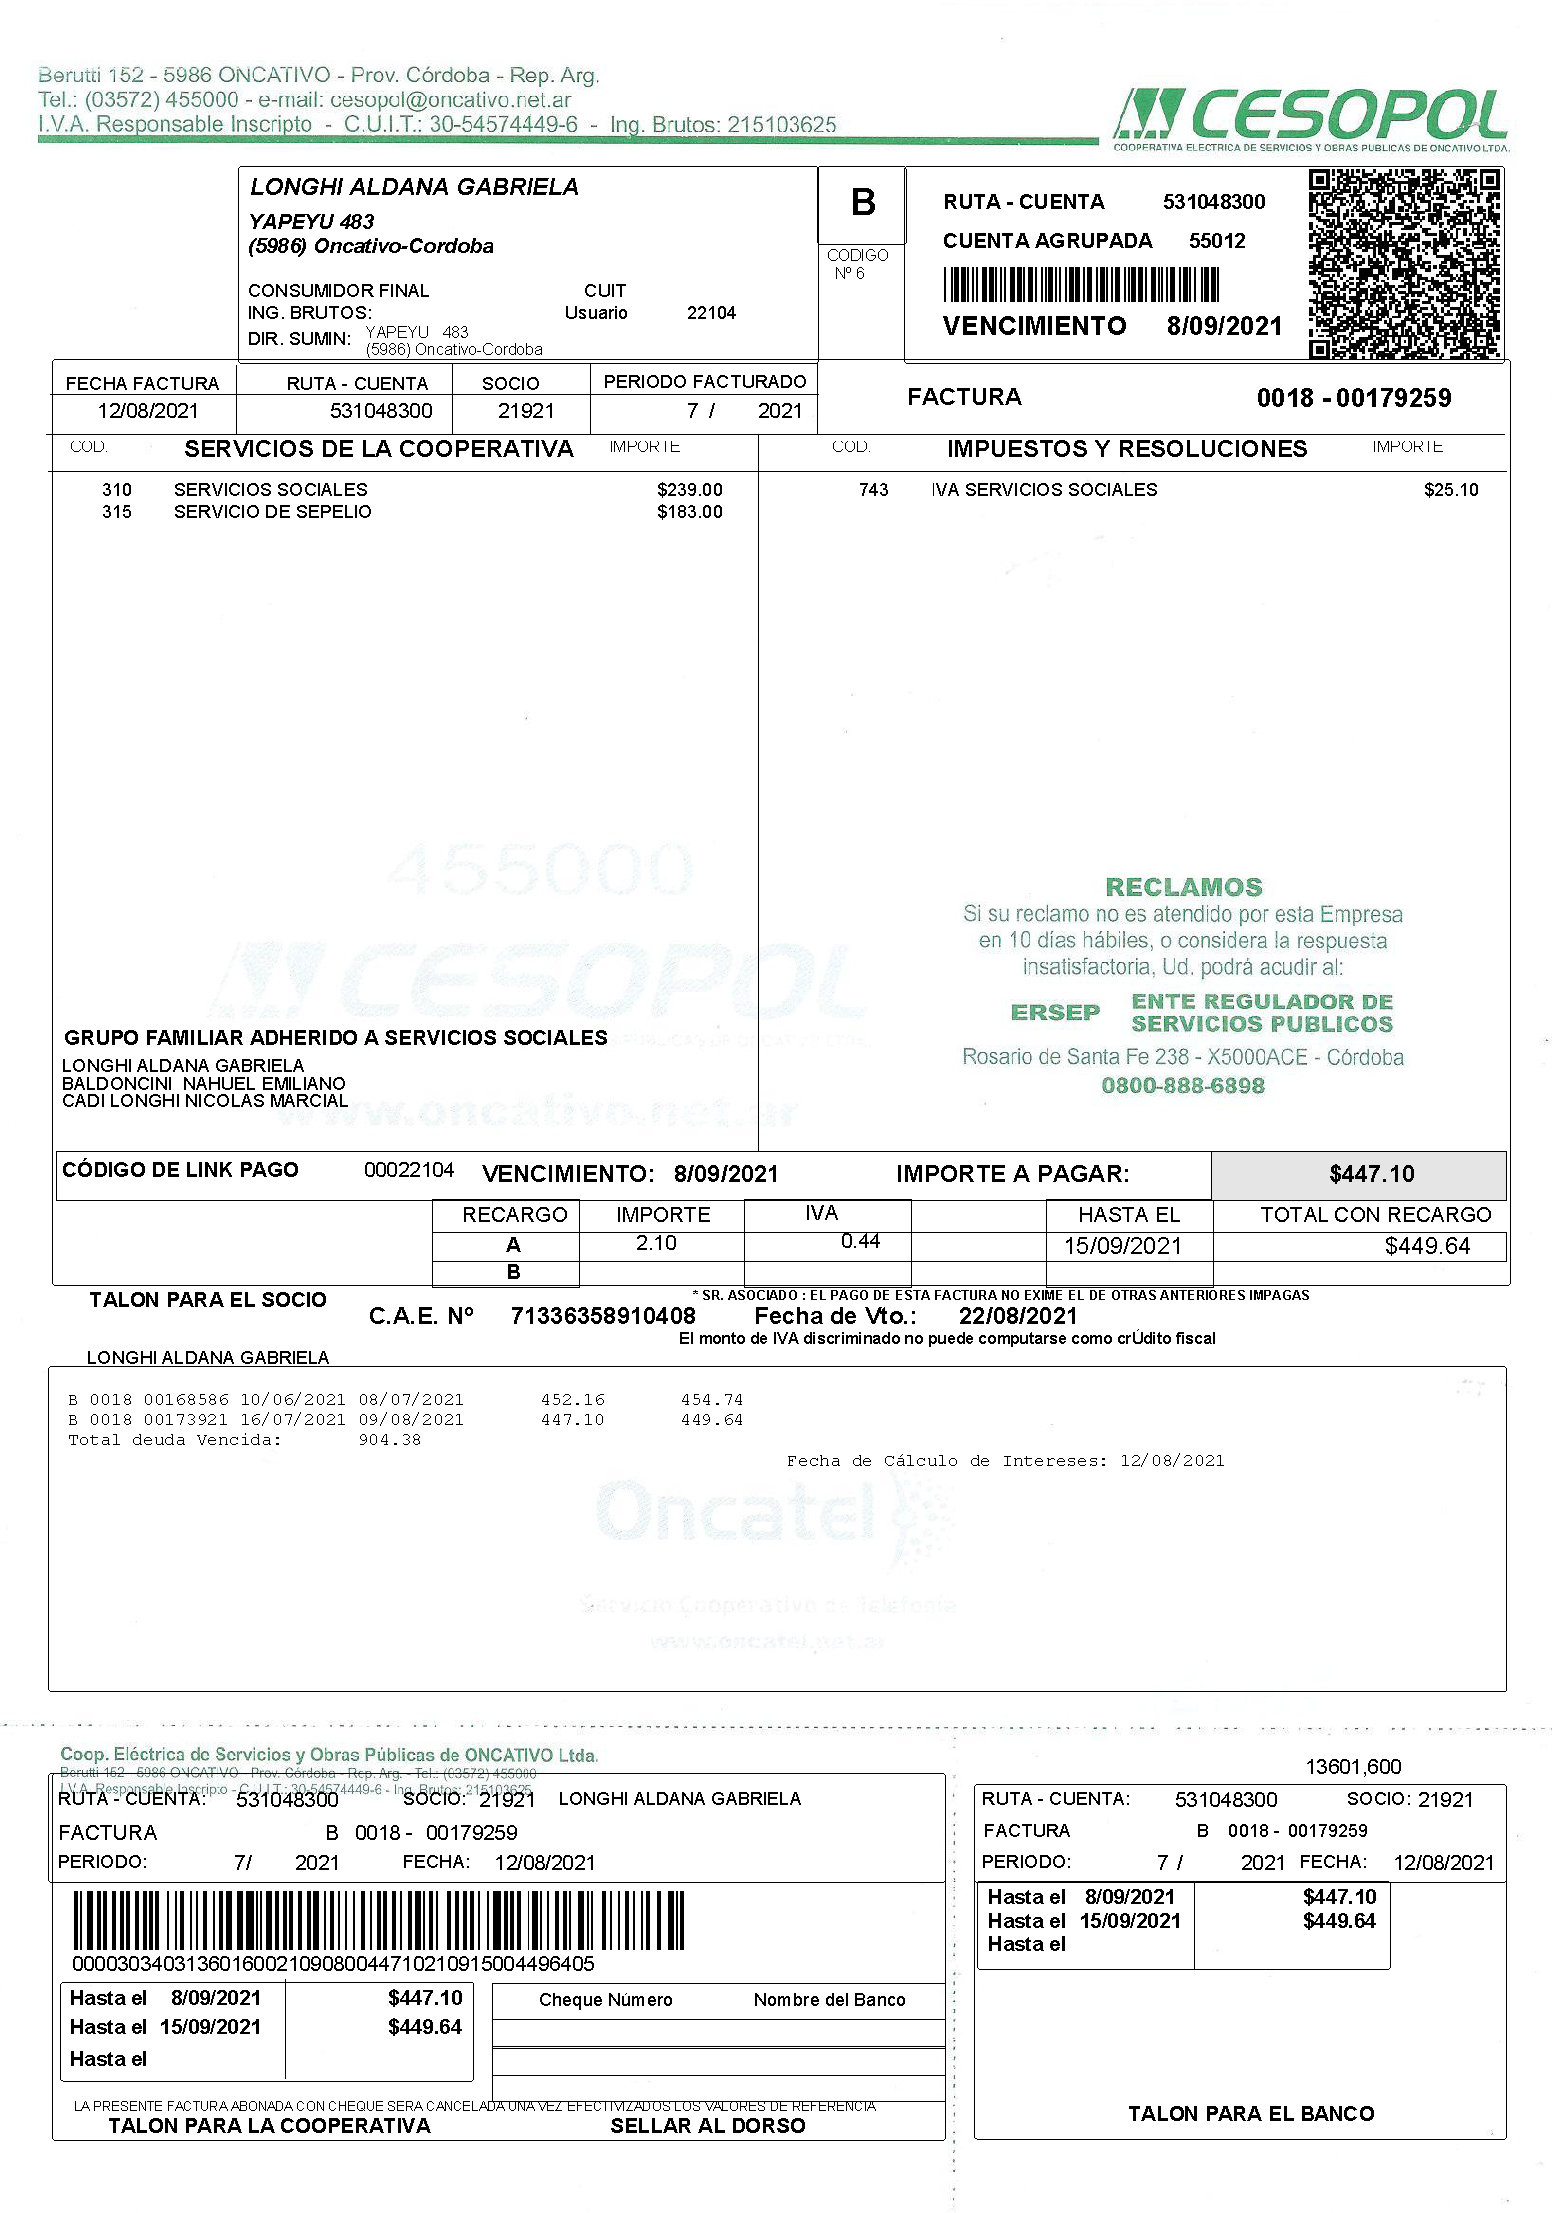 Berutti 152 - 5986 ONCATIVO - Prov. Córdoba - Rep. Arg.
Tel.: (03572) 455000 - e-mail: cesopol@oncativo.net.ar
I.V.A. Responsable Inscripto - C.U.I.T.: 30-54574449-6 - Ing. Brutos: 215103625
CESOPOL
COOPERATIVA ELECTRICA DE SERVICIOS Y OBRAS PUBLICAS DE ONCATIVO LTDA.
LONGHI ALDANA GABRIELA
YAPEYU 483
(5986) Oncativo-Cordoba
CONSUMIDOR FINAL CUIT
ING. BRUTOS: Usuario 22104
DIR. SUMIN: YAPEYU 483
(5986) Oncativo-Cordoba
B
CODIGO
Nº 6
RUTA - CUENTA 531048300
CUENTA AGRUPADA 55012
VENCIMIENTO 8/09/2021
FECHA FACTURA RUTA - CUENTA SOCIO PERIODO FACTURADO
12/08/2021 531048300 21921 7 / 2021
FACTURA 0018 - 00179259
COD. SERVICIOS DE LA COOPERATIVA IMPORTE COD. IMPUESTOS Y RESOLUCIONES IMPORTE
310 SERVICIOS SOCIALES $239.00 743 IVA SERVICIOS SOCIALES $25.10
315 SERVICIO DE SEPELIO $183.00
455000
CESOPOL
RECLAMOS
Si su reclamo no es atendido por esta Empresa
en 10 días hábiles, o considera la respuesta
insatisfactoria, Ud. podrá acudir al:
ERSEP ENTE REGULADOR DE
SERVICIOS PUBLICOS
Rosario de Santa Fe 238 - X5000ACE - Córdoba
0800-888-6898
GRUPO FAMILIAR ADHERIDO A SERVICIOS SOCIALES
LONGHI ALDANA GABRIELA
BALDONCINI NAHUEL EMILIANO
CADI LONGHI NICOLAS MARCIAL
www.oncativo.net.ar
CÓDIGO DE LINK PAGO 00022104 VENCIMIENTO: 8/09/2021 IMPORTE A PAGAR: $447.10
RECARGO IMPORTE IVA HASTA EL TOTAL CON RECARGO
A 2.10 0.44 15/09/2021 $449.64
B
TALON PARA EL SOCIO
* SR. ASOCIADO : EL PAGO DE ESTA FACTURA NO EXIME EL DE OTRAS ANTERIORES IMPAGAS
C.A.E. Nº 71336358910408 Fecha de Vto.: 22/08/2021
El monto de IVA discriminado no puede computarse como crÚdito fiscal
LONGHI ALDANA GABRIELA
B 0018 00168586 10/06/2021 08/07/2021 452.16 454.74
B 0018 00173921 16/07/2021 09/08/2021 447.10 449.64
Total deuda Vencida: 904.38
Fecha de Cálculo de Intereses: 12/08/2021
Oncatel
Servicio Cooperativo de Telefonía
www.oncatel.net.ar
Coop. Eléctrica de Servicios y Obras Públicas de ONCATIVO Ltda.
Berutti 152 - 5986 ONCATIVO - Prov. Córdoba - Rep. Arg. - Tel.: (03572) 455000
I.V.A. Responsable Inscripto - C.U.I.T.: 30-54574449-6 - Ing. Brutos: 215103625
RUTA - CUENTA: 531048300 SOCIO: 21921 LONGHI ALDANA GABRIELA
FACTURA B 0018 - 00179259
PERIODO: 7/ 2021 FECHA: 12/08/2021
00003034031360160021090800447102109150044964​05
Hasta el 8/09/2021 $447.10
Hasta el 15/09/2021 $449.64
Hasta el
Cheque Número Nombre del Banco
LA PRESENTE FACTURA ABONADA CON CHEQUE SERA CANCELADA UNA VEZ EFECTIVIZADOS LOS VALORES DE REFERENCIA
TALON PARA LA COOPERATIVA SELLAR AL DORSO
13601,600
RUTA - CUENTA: 531048300 SOCIO: 21921
FACTURA B 0018 - 00179259
PERIODO: 7 / 2021 FECHA: 12/08/2021
Hasta el 8/09/2021 $447.10
Hasta el 15/09/2021 $449.64
Hasta el
TALON PARA EL BANCO